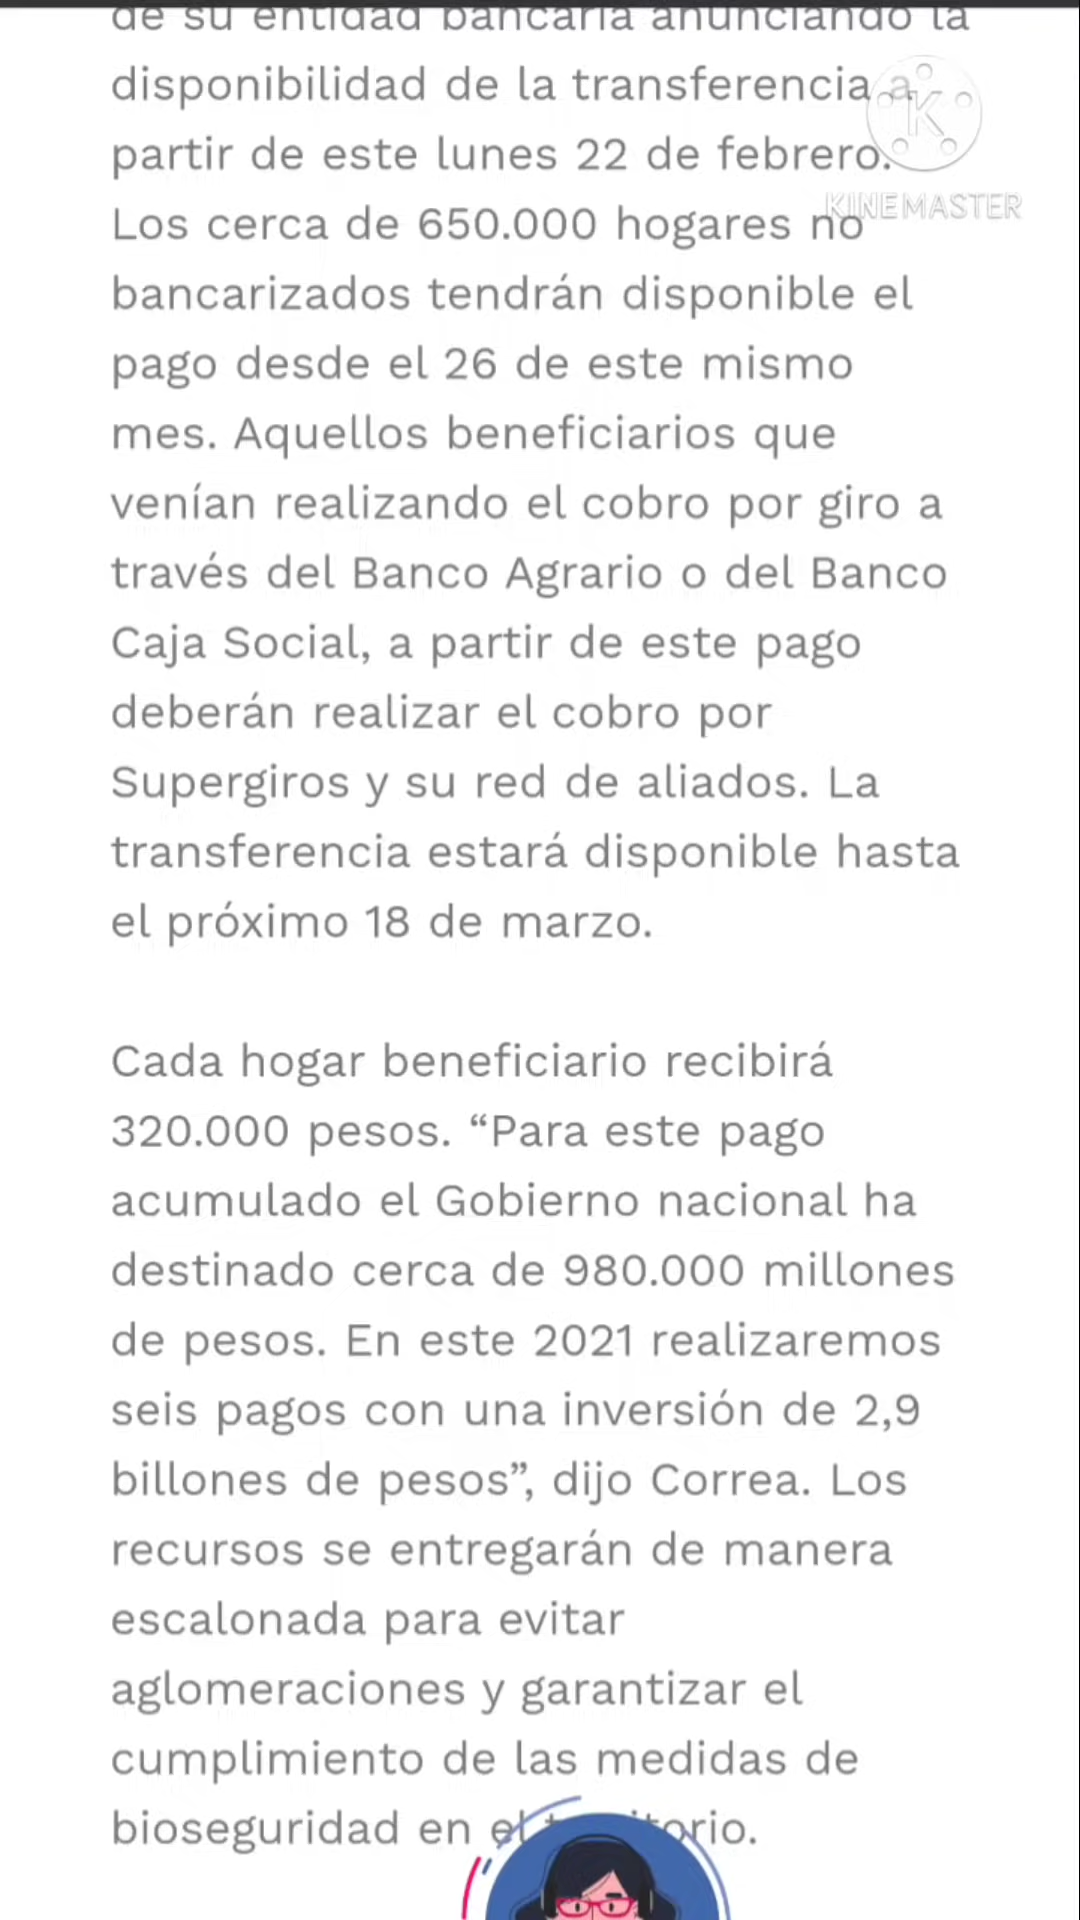 de su entidad bancaria anunciando la
disponibilidad de la transferencia a
partir de este lunes 22 de febrero.
Los cerca de 650.000 hogares no
KINEMASTER
bancarizados tendrán disponible el
pago desde el 26 de este mismo
mes. Aquellos beneficiarios que
venían realizando el cobro por giro a
través del Banco Agrario o del Banco
Caja Social, a partir de este pago
deberán realizar el cobro por
Supergiros y su red de aliados. La
transferencia estará disponible hasta
el próximo 18 de marzo.
Cada hogar beneficiario recibirá
320.000 pesos. “Para este pago
acumulado el Gobierno nacional ha
destinado cerca de 980.000 millones
de pesos. En este 2021 realizaremos
seis pagos con una inversión de 2,9
billones de pesos”, dijo Correa. Los
recursos se entregarán de manera
escalonada para evitar
aglomeraciones y garantizar el
cumplimiento de las medidas de
bioseguridad en el territorio.